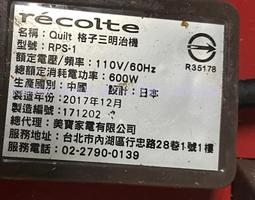 récolte
名稱: Quilt 格子三明治機
型號: RPS-1
額定電壓/頻率: 110V/60Hz
總額定消耗電功率: 600W
生產國別: 中國 設計: 日本
製造年份: 2017年12月
製造編號: 171202
總代理: 美寶家電有限公司
服務地址: 台北市內湖區行忠路28巷1號1樓
服務電話: 02-2790-0139
R35178